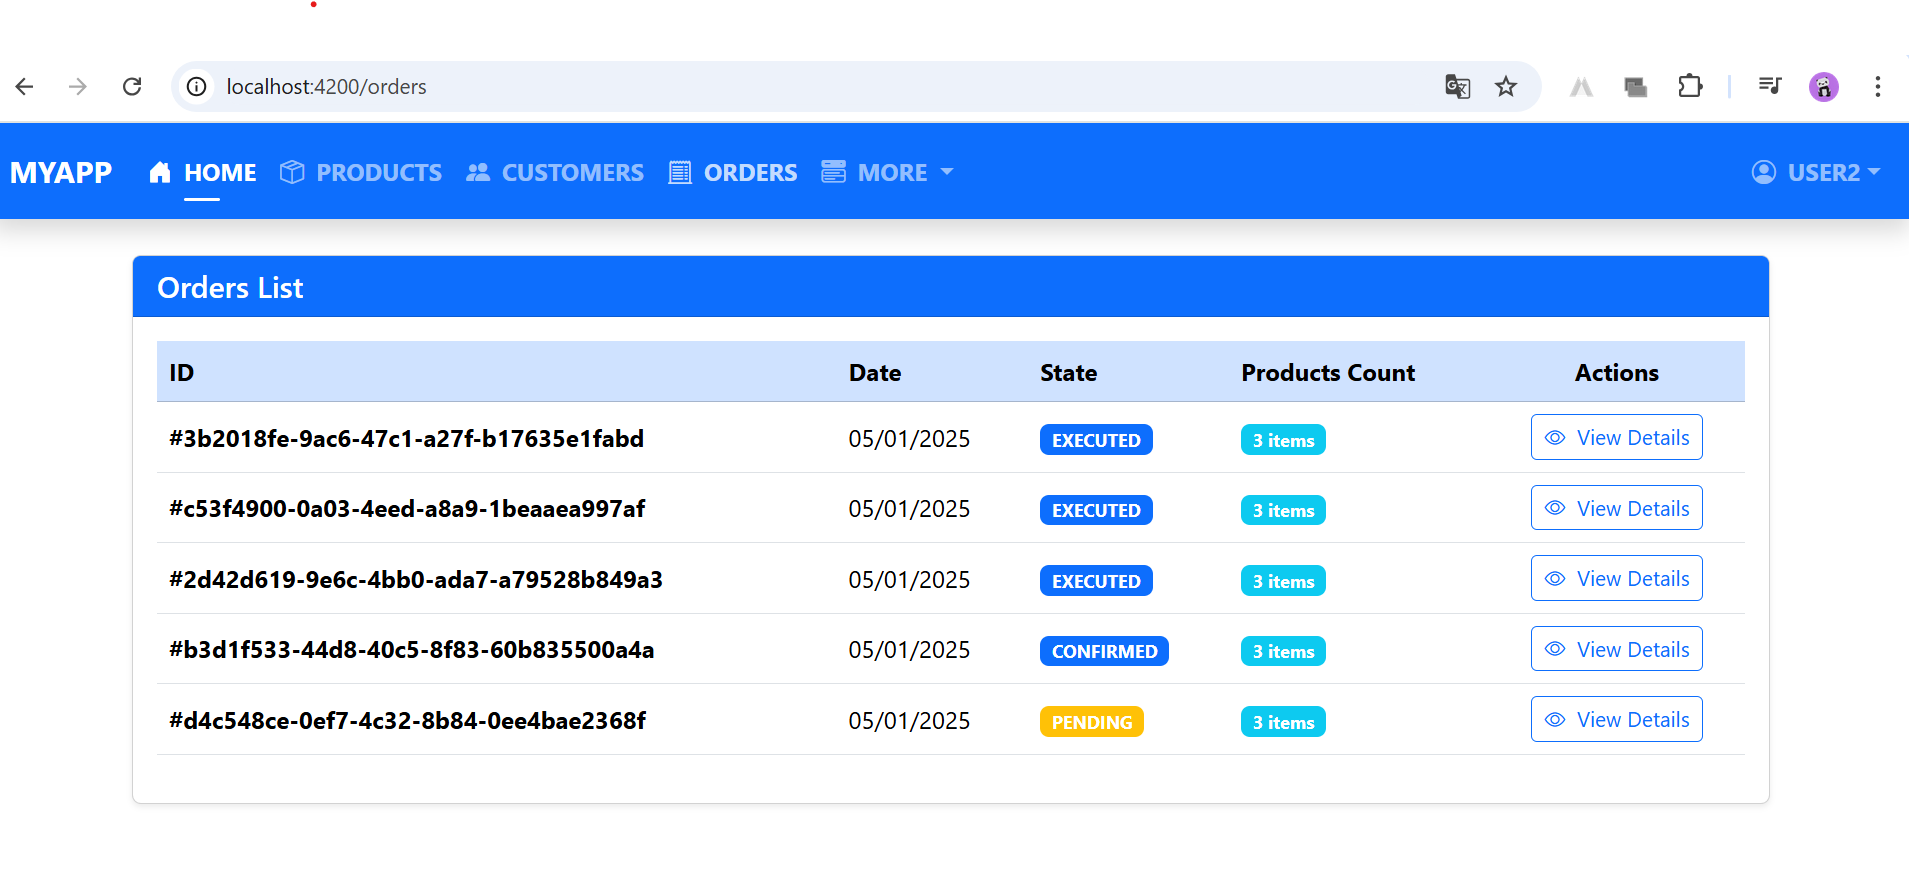 localhost:4200/orders
MYAPP HOME PRODUCTS CUSTOMERS ORDERS MORE USER2
Orders List
ID Date State Products Count Actions
#3b2018fe-9ac6-47c1-a27f-b17635e1fabd 05/01/2025 EXECUTED 3 items View Details
#c53f4900-0a03-4eed-a8a9-1beaaea997af 05/01/2025 EXECUTED 3 items View Details
#2d42d619-9e6c-4bb0-ada7-a79528b849a3 05/01/2025 EXECUTED 3 items View Details
#b3d1f533-44d8-40c5-8f83-60b835500a4a 05/01/2025 CONFIRMED 3 items View Details
#d4c548ce-0ef7-4c32-8b84-0ee4bae2368f 05/01/2025 PENDING 3 items View Details